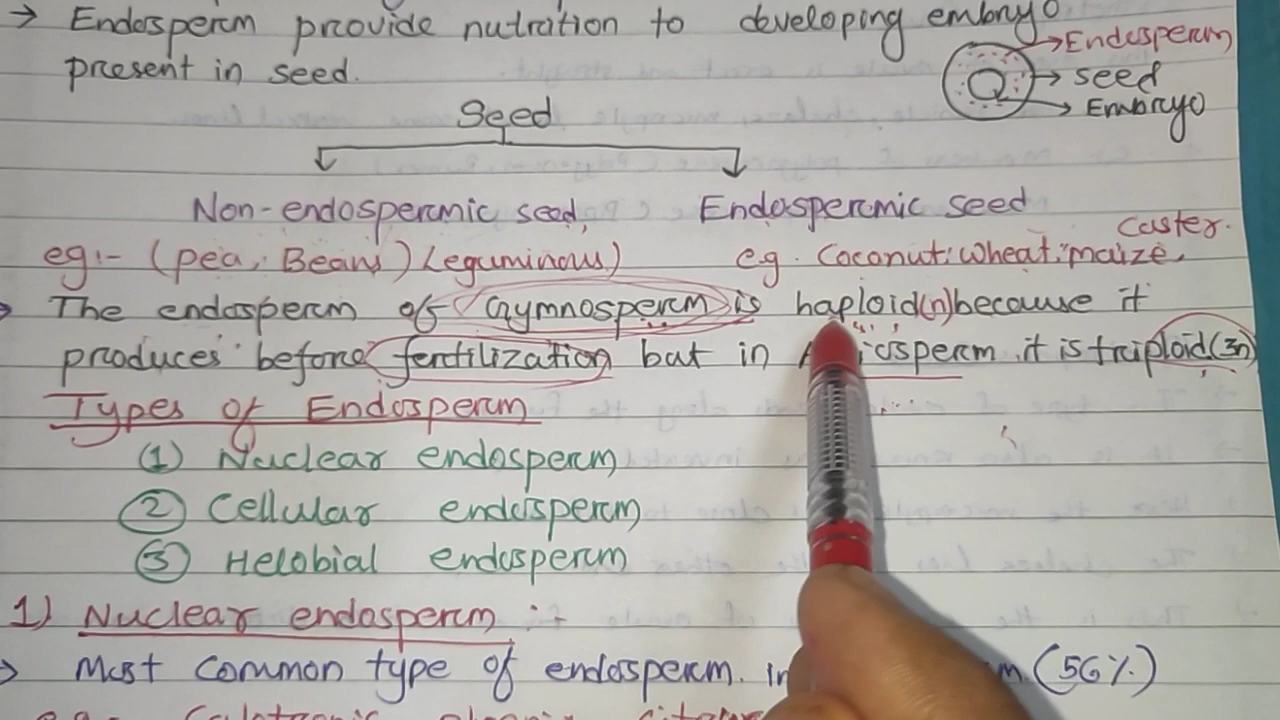 → Endosperm provide nutrition to developing embryo
present in seed.
→Endosperm
→ seed
→ Embryo
Seed
Non-endospermic seed, Endospermic seed
eg:- (pea, Beans) Leguminous) e.g. Coconut, Wheat, maize, Caster.
The endosperm of Gymnosperm is haploid(n) because it
produces before fertilization but in it is triploid(3n)
Types of Endosperm
(1) Nuclear endosperm
(2) Cellular endosperm
(3) Helobial endosperm
1) Nuclear endosperm :-
Most common type of endosperm. in (56%)